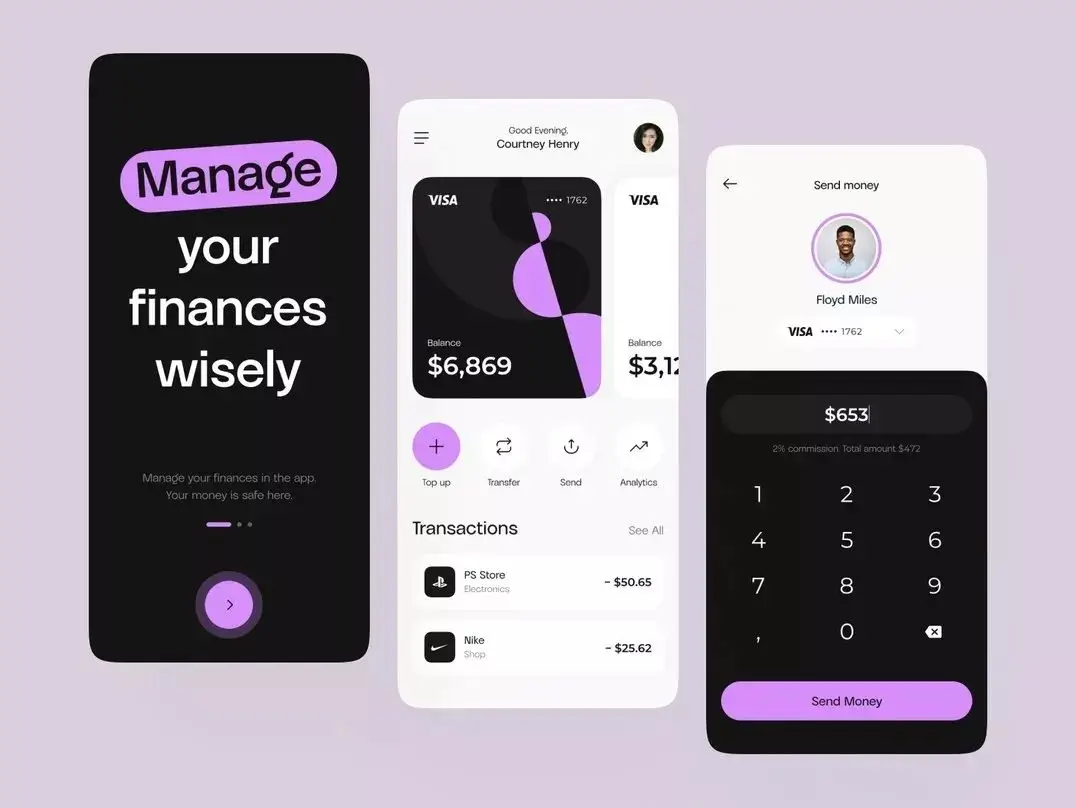 Manage
your
finances
wisely
Manage your finances in the app.
Your money is safe here.
Good Evening,
Courtney Henry
VISA
•••• 1762
Balance
$6,869
VISA
Balance
$3,12
Top up
Transfer
Send
Analytics
Transactions
See All
PS Store
Electronics
- $50.65
Nike
Shop
- $25.62
Send money
Floyd Miles
VISA •••• 1762
$653
2% commission. Total amount $472
1 2 3
4 5 6
7 8 9
, 0
Send Money